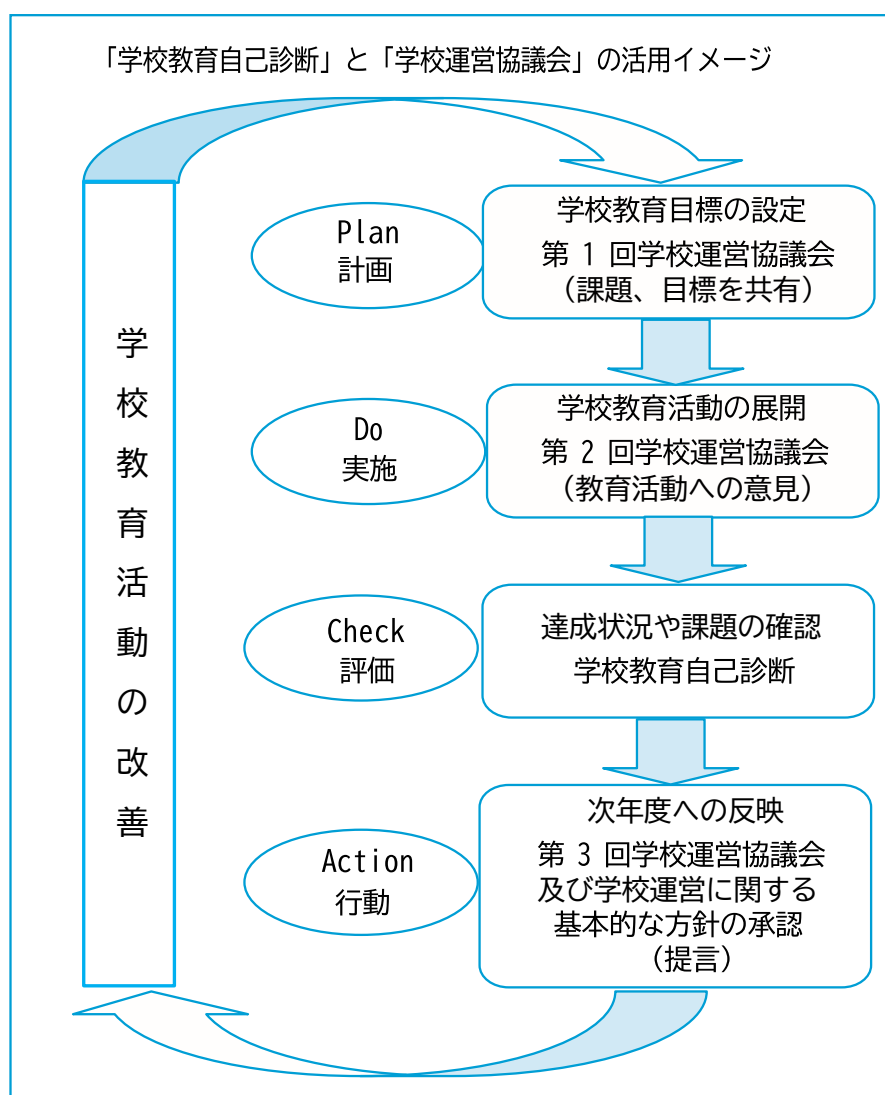 「学校教育自己診断」と「学校運営協議会」の活用イメージ
学校教育活動の改善
Plan
計画
学校教育目標の設定
第 1 回学校運営協議会
（課題、目標を共有）
Do
実施
学校教育活動の展開
第 2 回学校運営協議会
（教育活動への意見）
Check
評価
達成状況や課題の確認
学校教育自己診断
Action
行動
次年度への反映
第 3 回学校運営協議会
及び学校運営に関する
基本的な方針の承認
（提言）